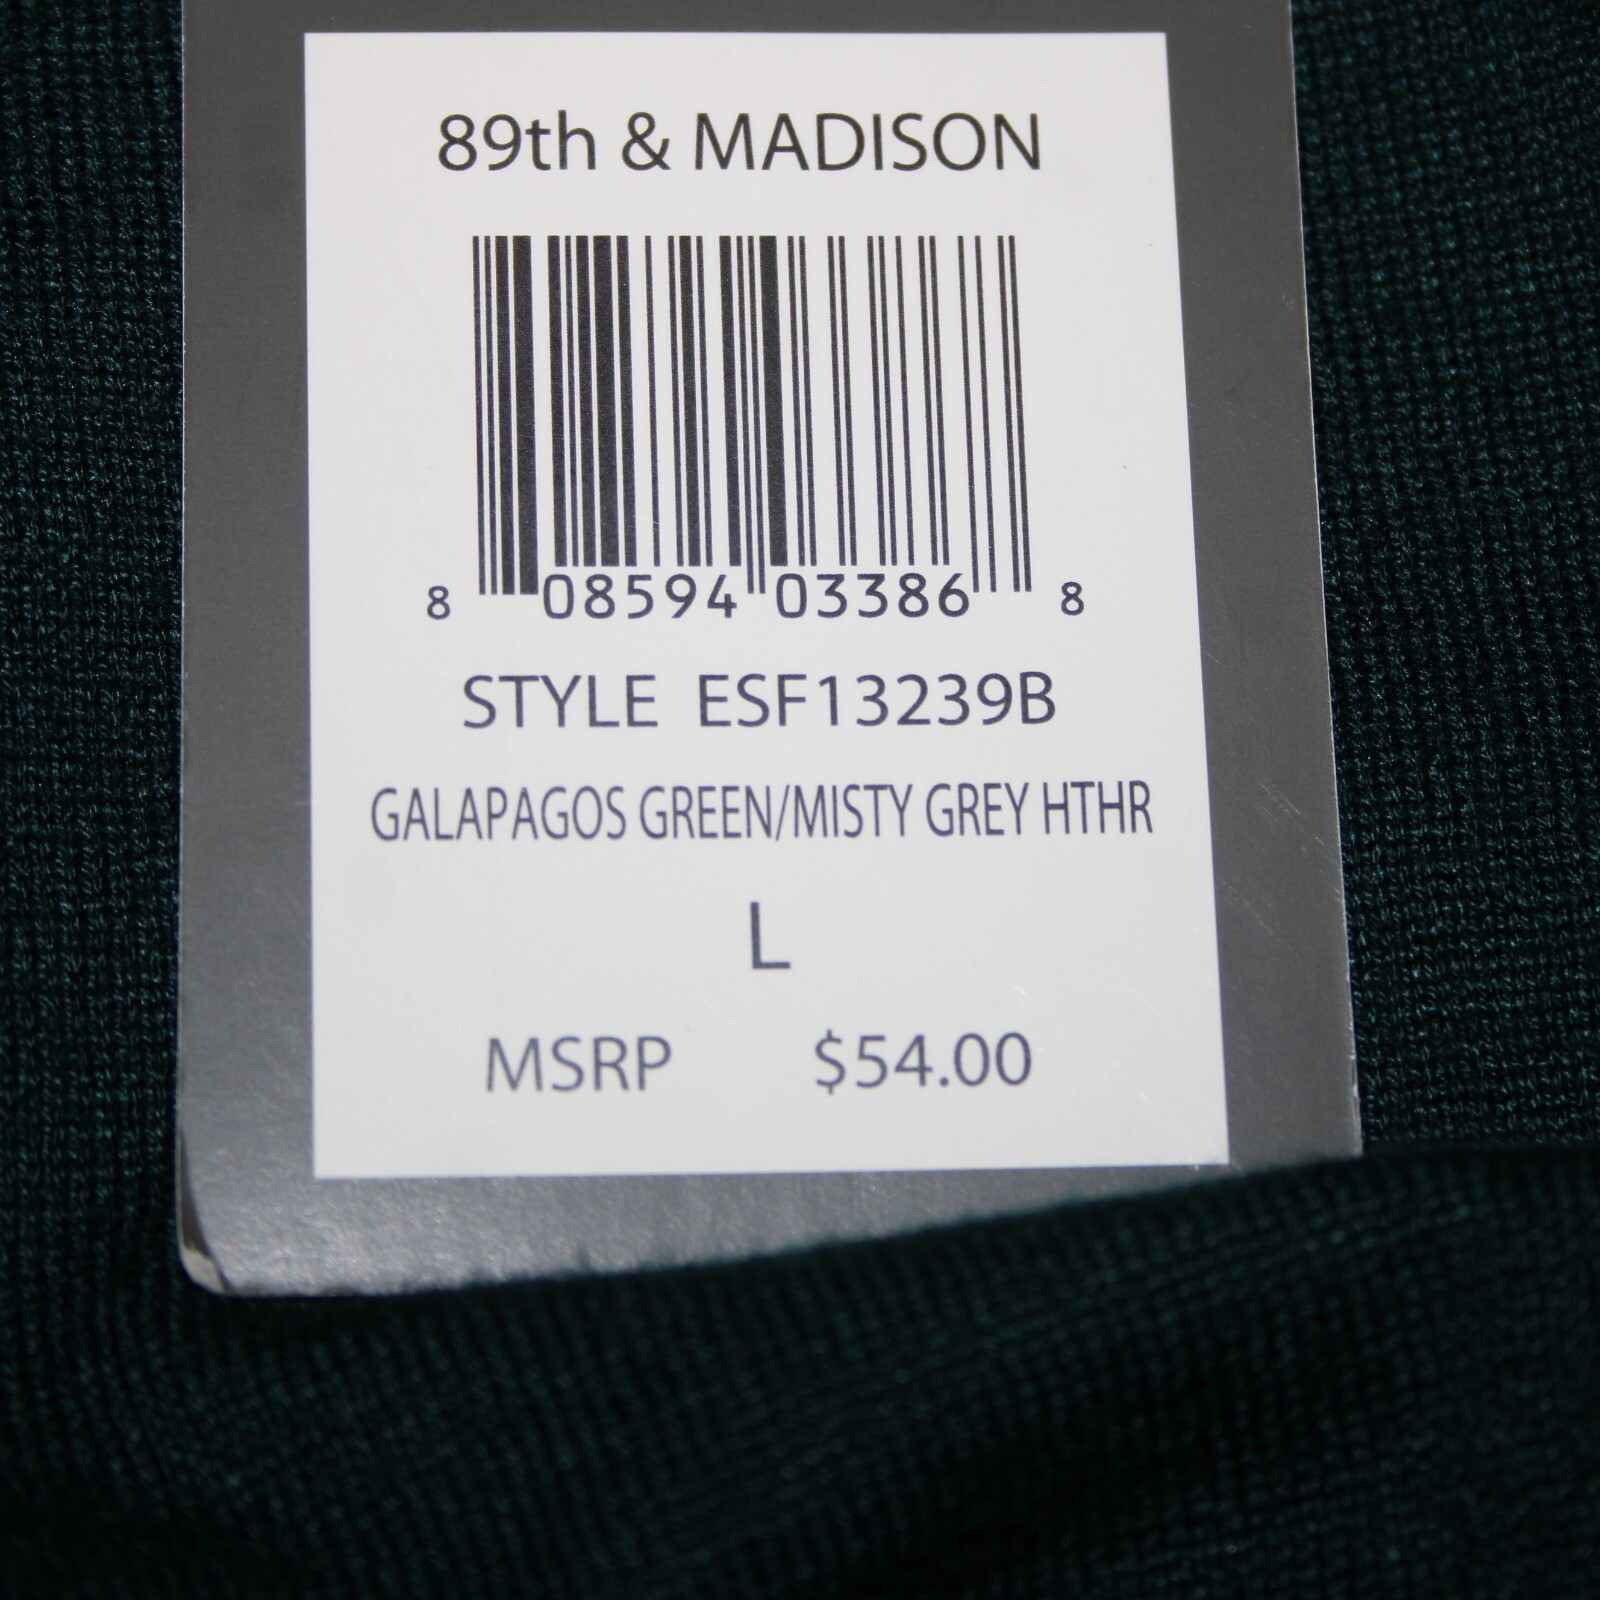 89th & MADISON
8 08594 03386 8
STYLE ESF13239B
GALAPAGOS GREEN/MISTY GREY HTHR
L
MSRP $54.00